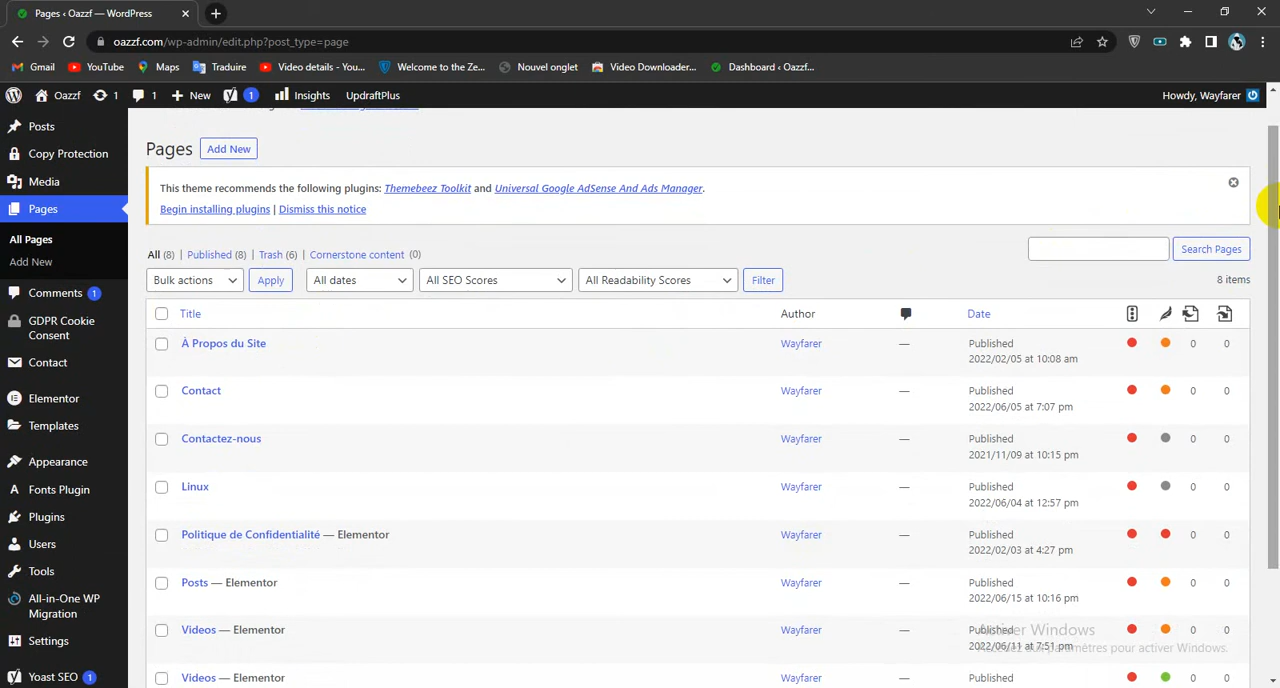 Pages ‹ Oazzf — WordPress
oazzf.com/wp-admin/edit.php?post_type=page
Gmail YouTube Maps Traduire Video details - You... Welcome to the Ze... Nouvel onglet Video Downloader... Dashboard ‹ Oazzf...
Oazzf 1 1 New 1 Insights UpdraftPlus Howdy, Wayfarer
Posts
Copy Protection
Media
Pages
All Pages
Add New
Comments 1
GDPR Cookie
Consent
Contact
Elementor
Templates
Appearance
Fonts Plugin
Plugins
Users
Tools
All-in-One WP
Migration
Settings
Yoast SEO 1
Pages Add New
This theme recommends the following plugins: Themebeez Toolkit and Universal Google AdSense And Ads Manager.
Begin installing plugins | Dismiss this notice
All (8) | Published (8) | Trash (6) | Cornerstone content (0)
Search Pages
Bulk actions Apply All dates All SEO Scores All Readability Scores Filter
8 items
Title Author Date
À Propos du Site Wayfarer — Published 0 0
2022/02/05 at 10:08 am
Contact Wayfarer — Published 0 0
2022/06/05 at 7:07 pm
Contactez-nous Wayfarer — Published 0 0
2021/11/09 at 10:15 pm
Linux Wayfarer — Published 0 0
2022/06/04 at 12:57 pm
Politique de Confidentialité — Elementor Wayfarer — Published 0 0
2022/02/03 at 4:27 pm
Posts — Elementor Wayfarer — Published 0 0
2022/06/15 at 10:16 pm
Videos — Elementor Wayfarer — Published 0 0
2022/06/11 at 7:51 pm
Videos — Elementor Wayfarer — Published 0 0
Activer Windows
Accédez aux paramètres pour activer Windows.